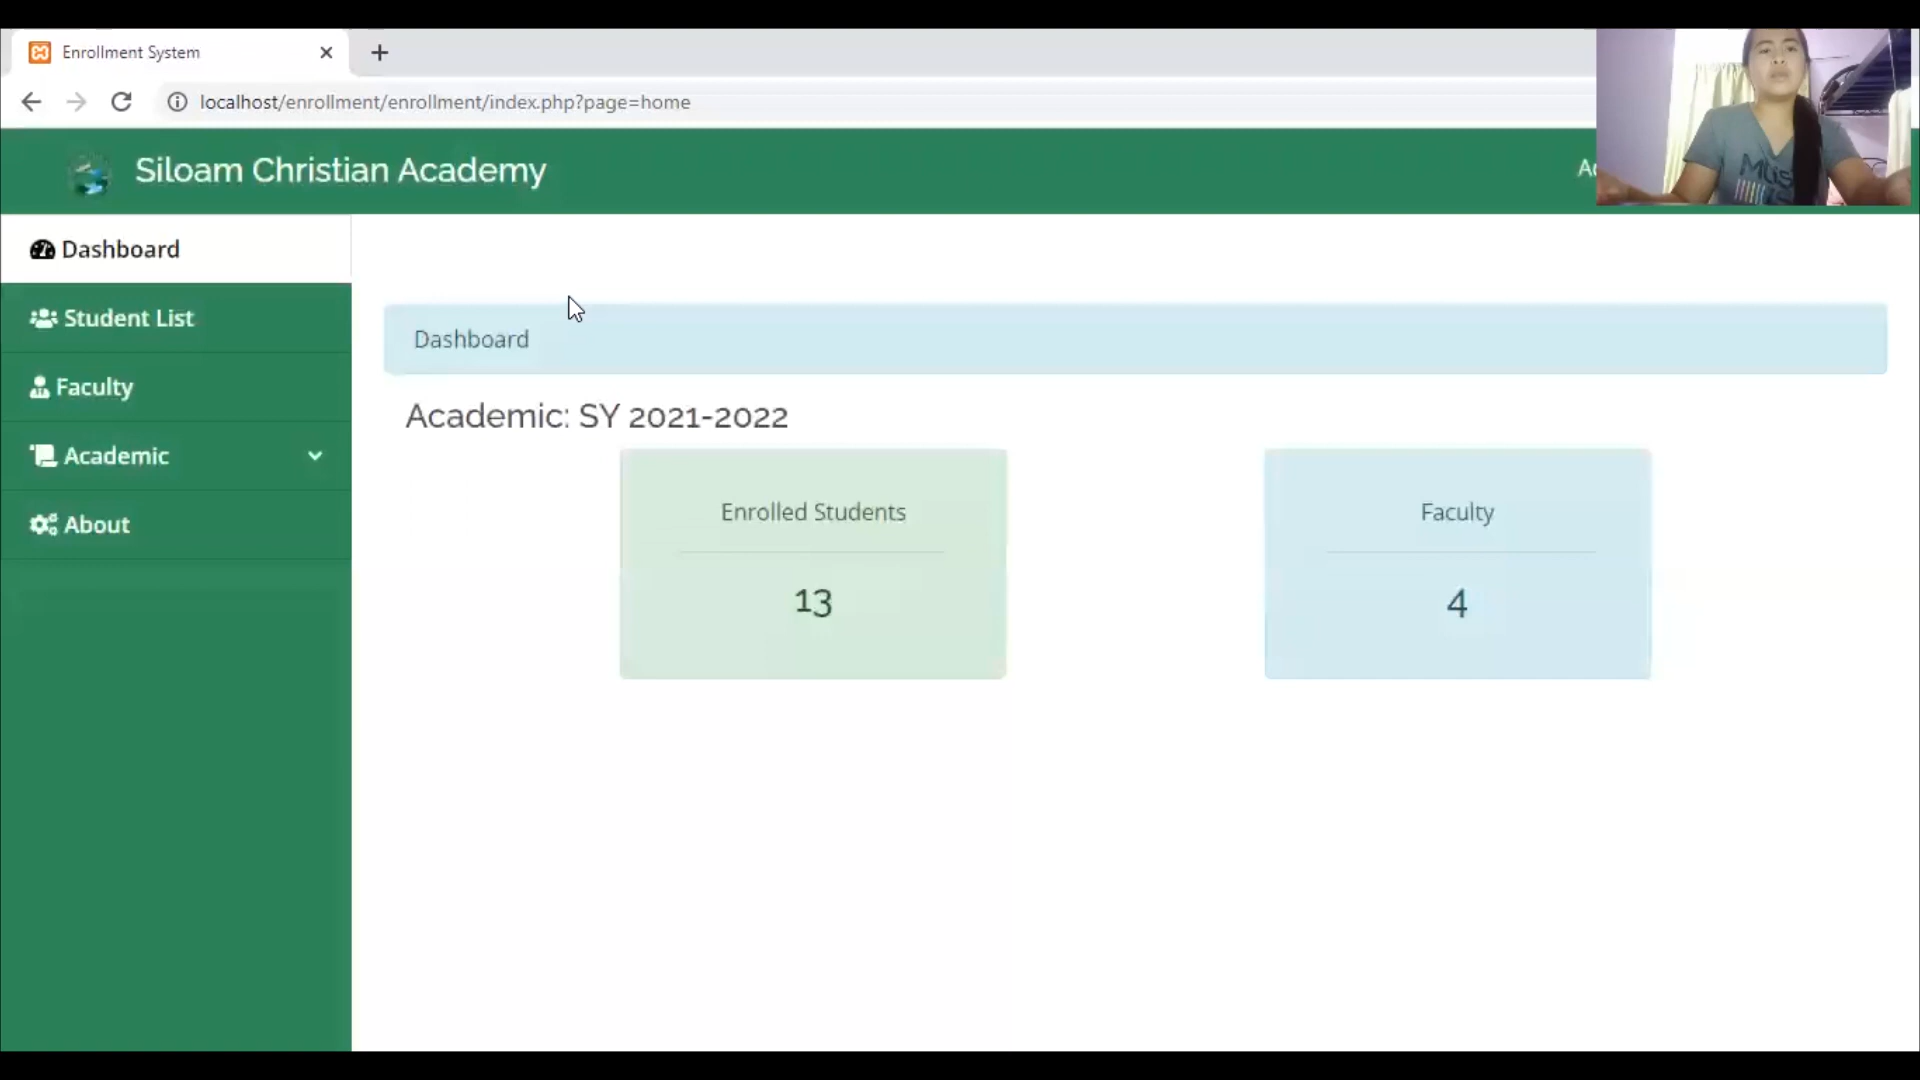 Enrollment System
localhost/enrollment/enrollment/index.php?page=home
Siloam Christian Academy
Dashboard
Student List
Faculty
Academic
About
Dashboard
Academic: SY 2021-2022
Enrolled Students
13
Faculty
4